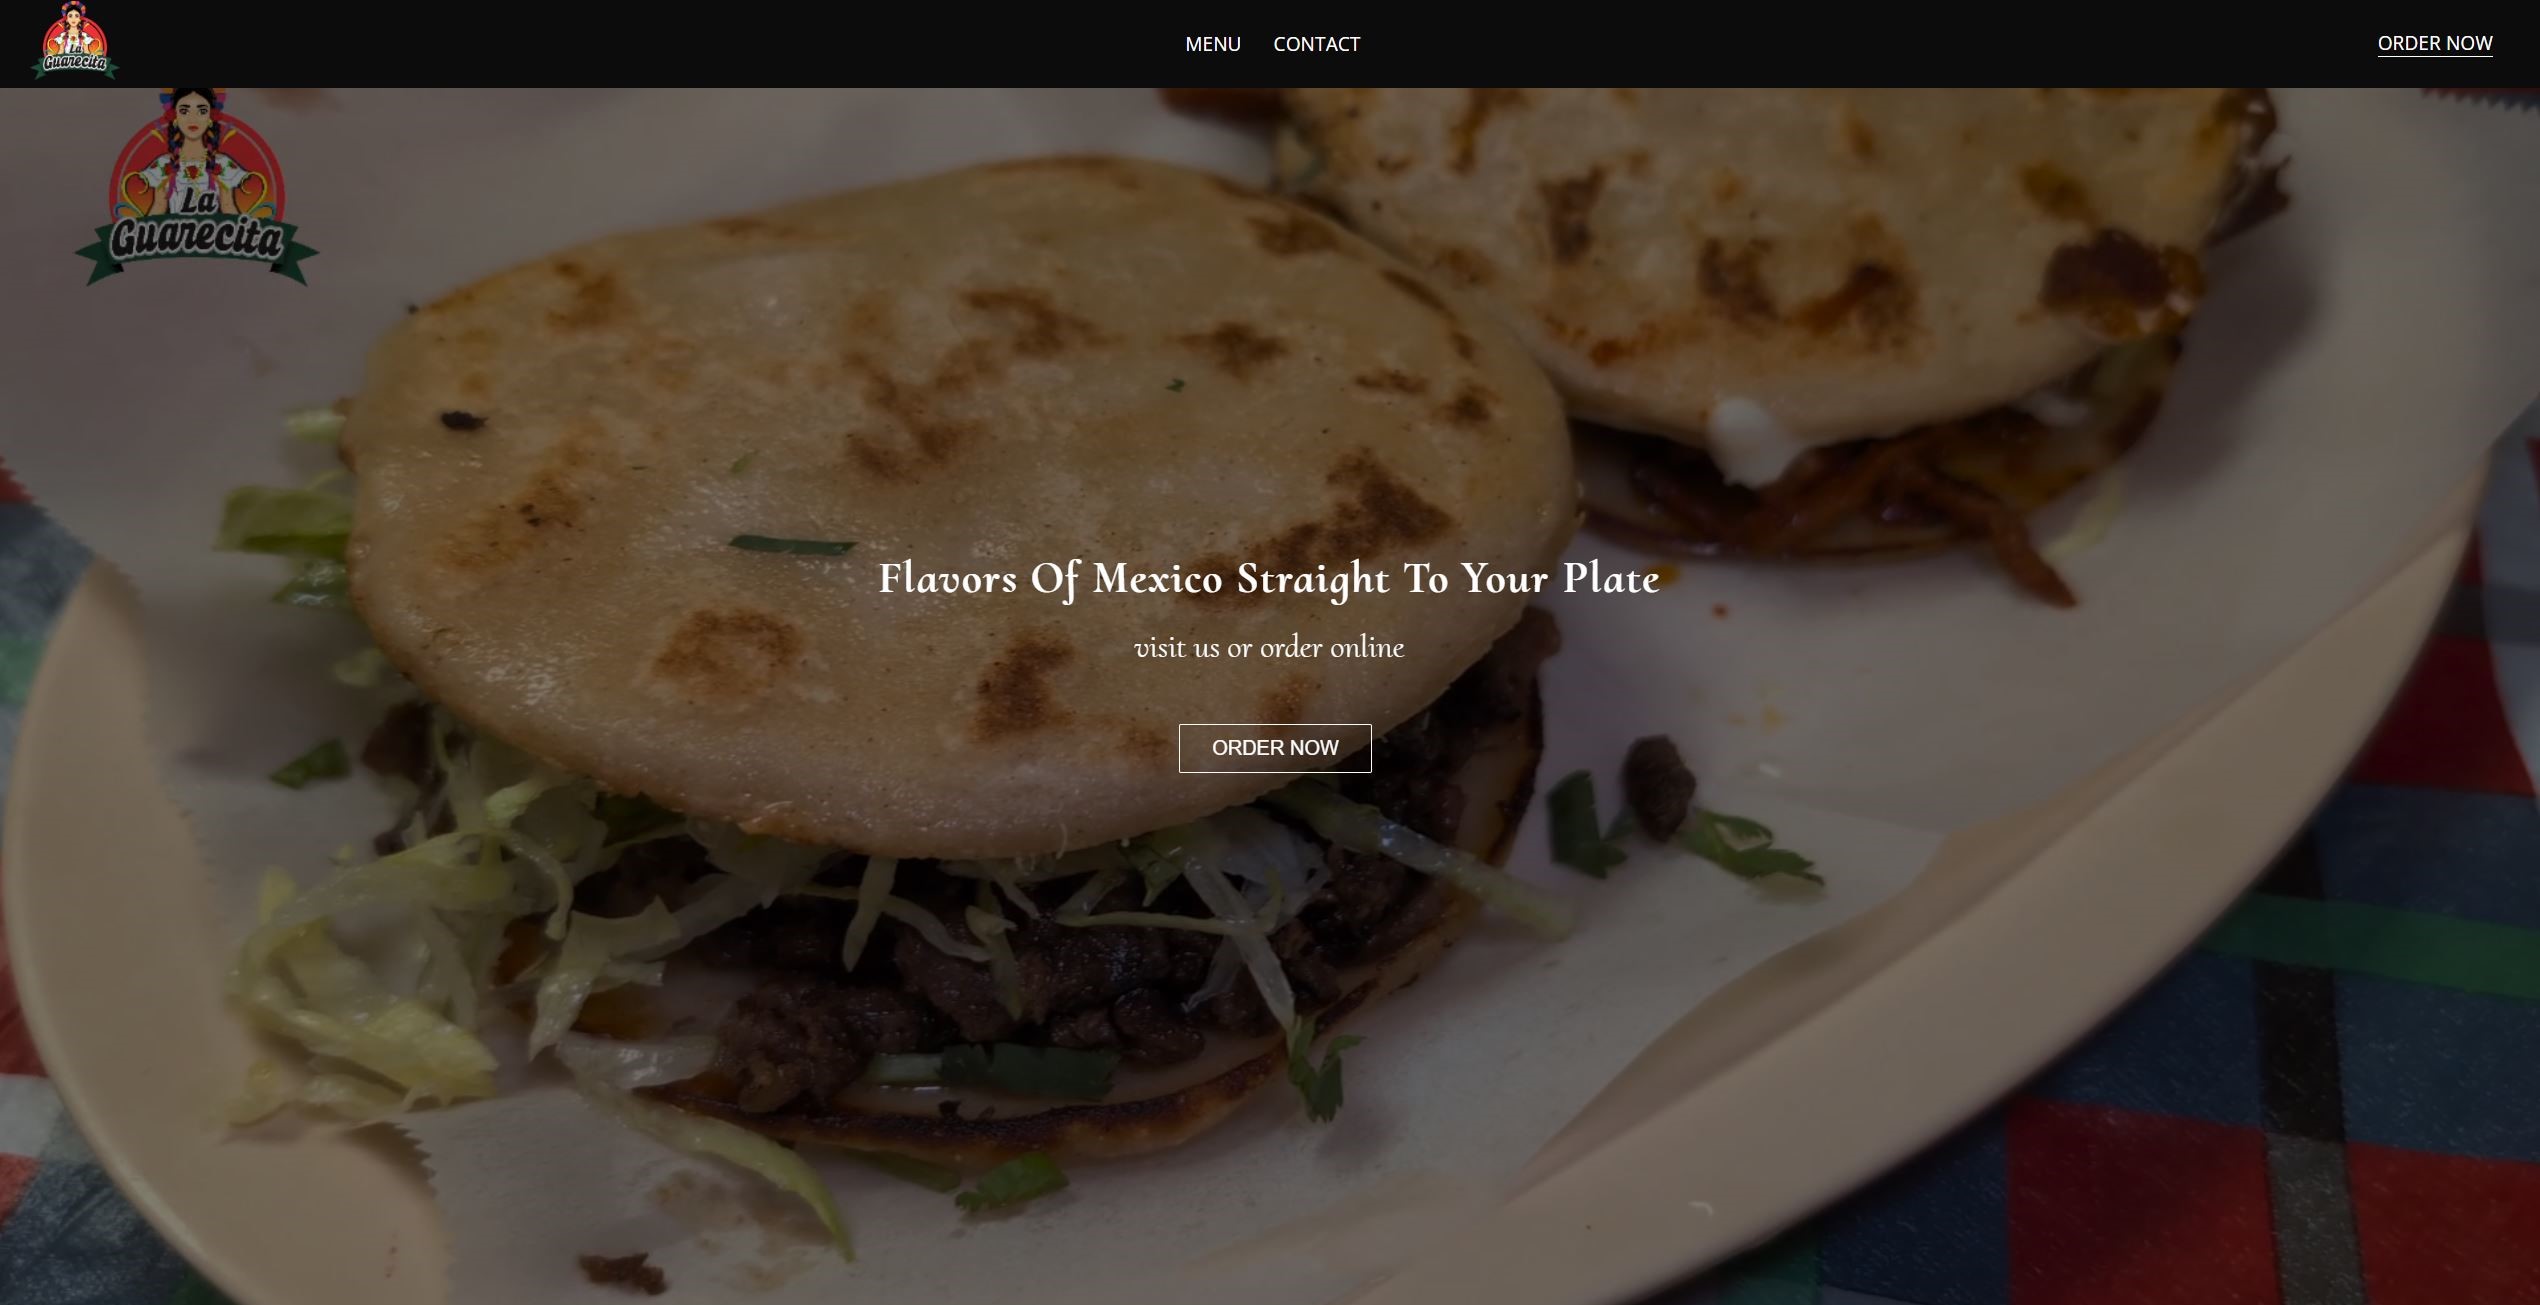 La
Guarecita
MENU
CONTACT
ORDER NOW
La
Guarecita
Flavors Of Mexico Straight To Your Plate
visit us or order online
ORDER NOW